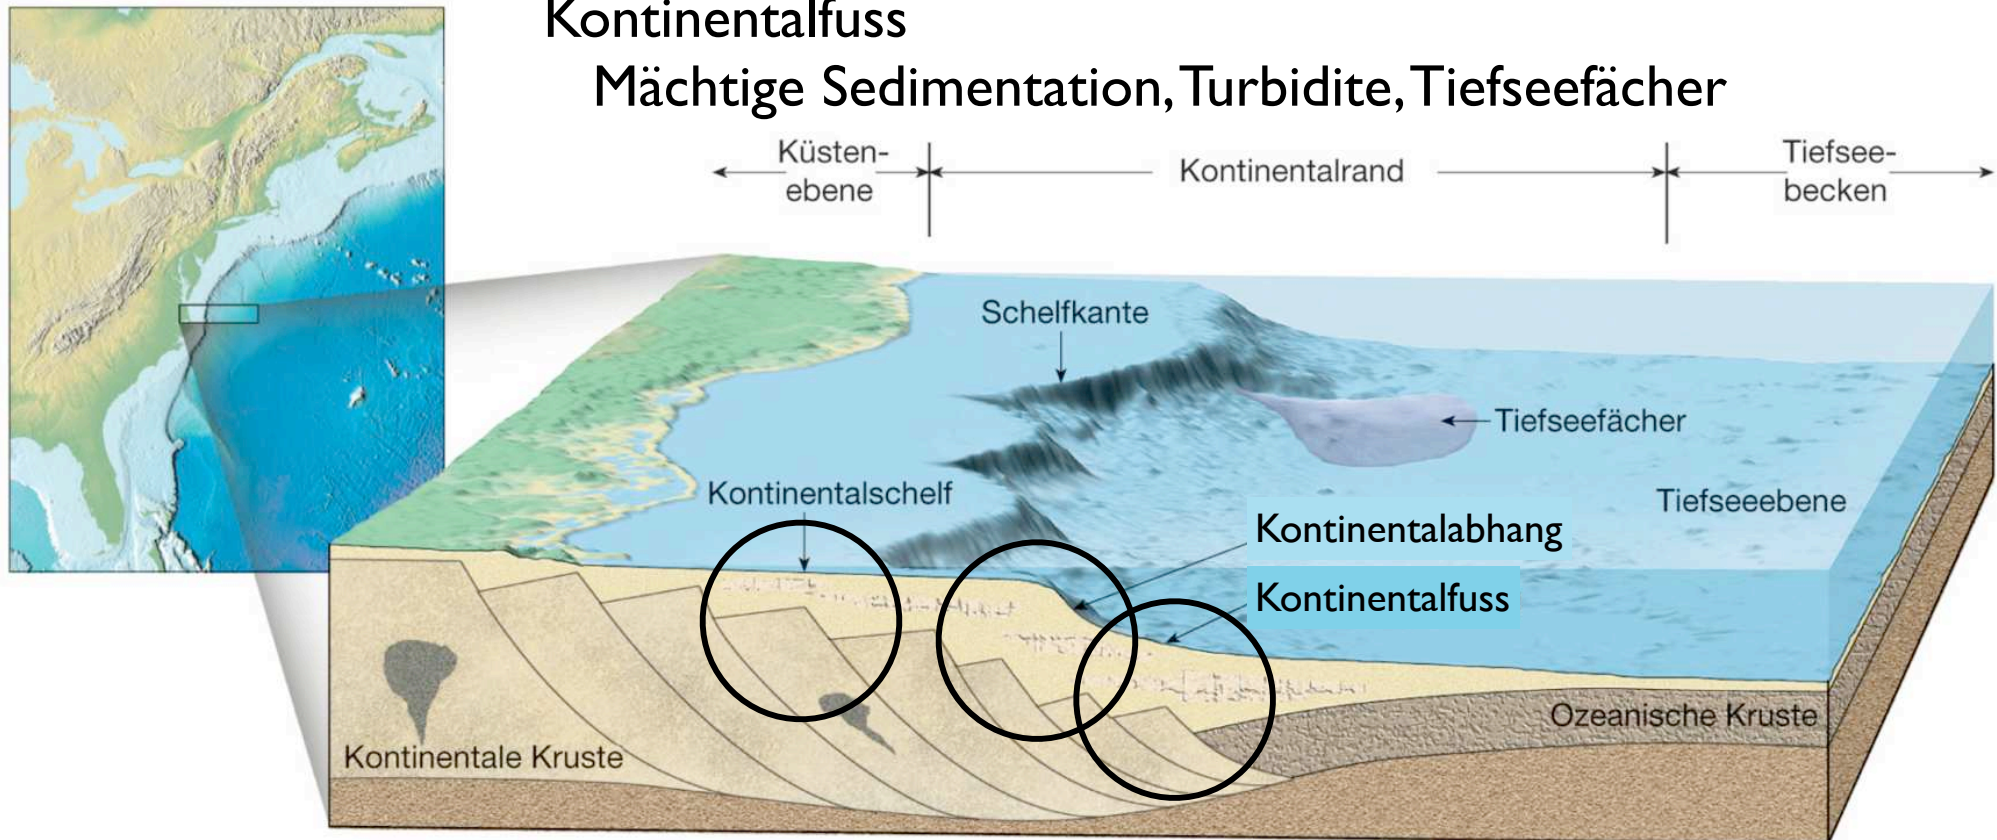 Kontinentalfuss
Mächtige Sedimentation, Turbidite, Tiefseefächer
Küsten-
ebene
Kontinentalrand
Tiefsee-
becken
Schelfkante
Tiefseefächer
Kontinentalschelf
Tiefseeebene
Kontinentalabhang
Kontinentalfuss
Ozeanische Kruste
Kontinentale Kruste